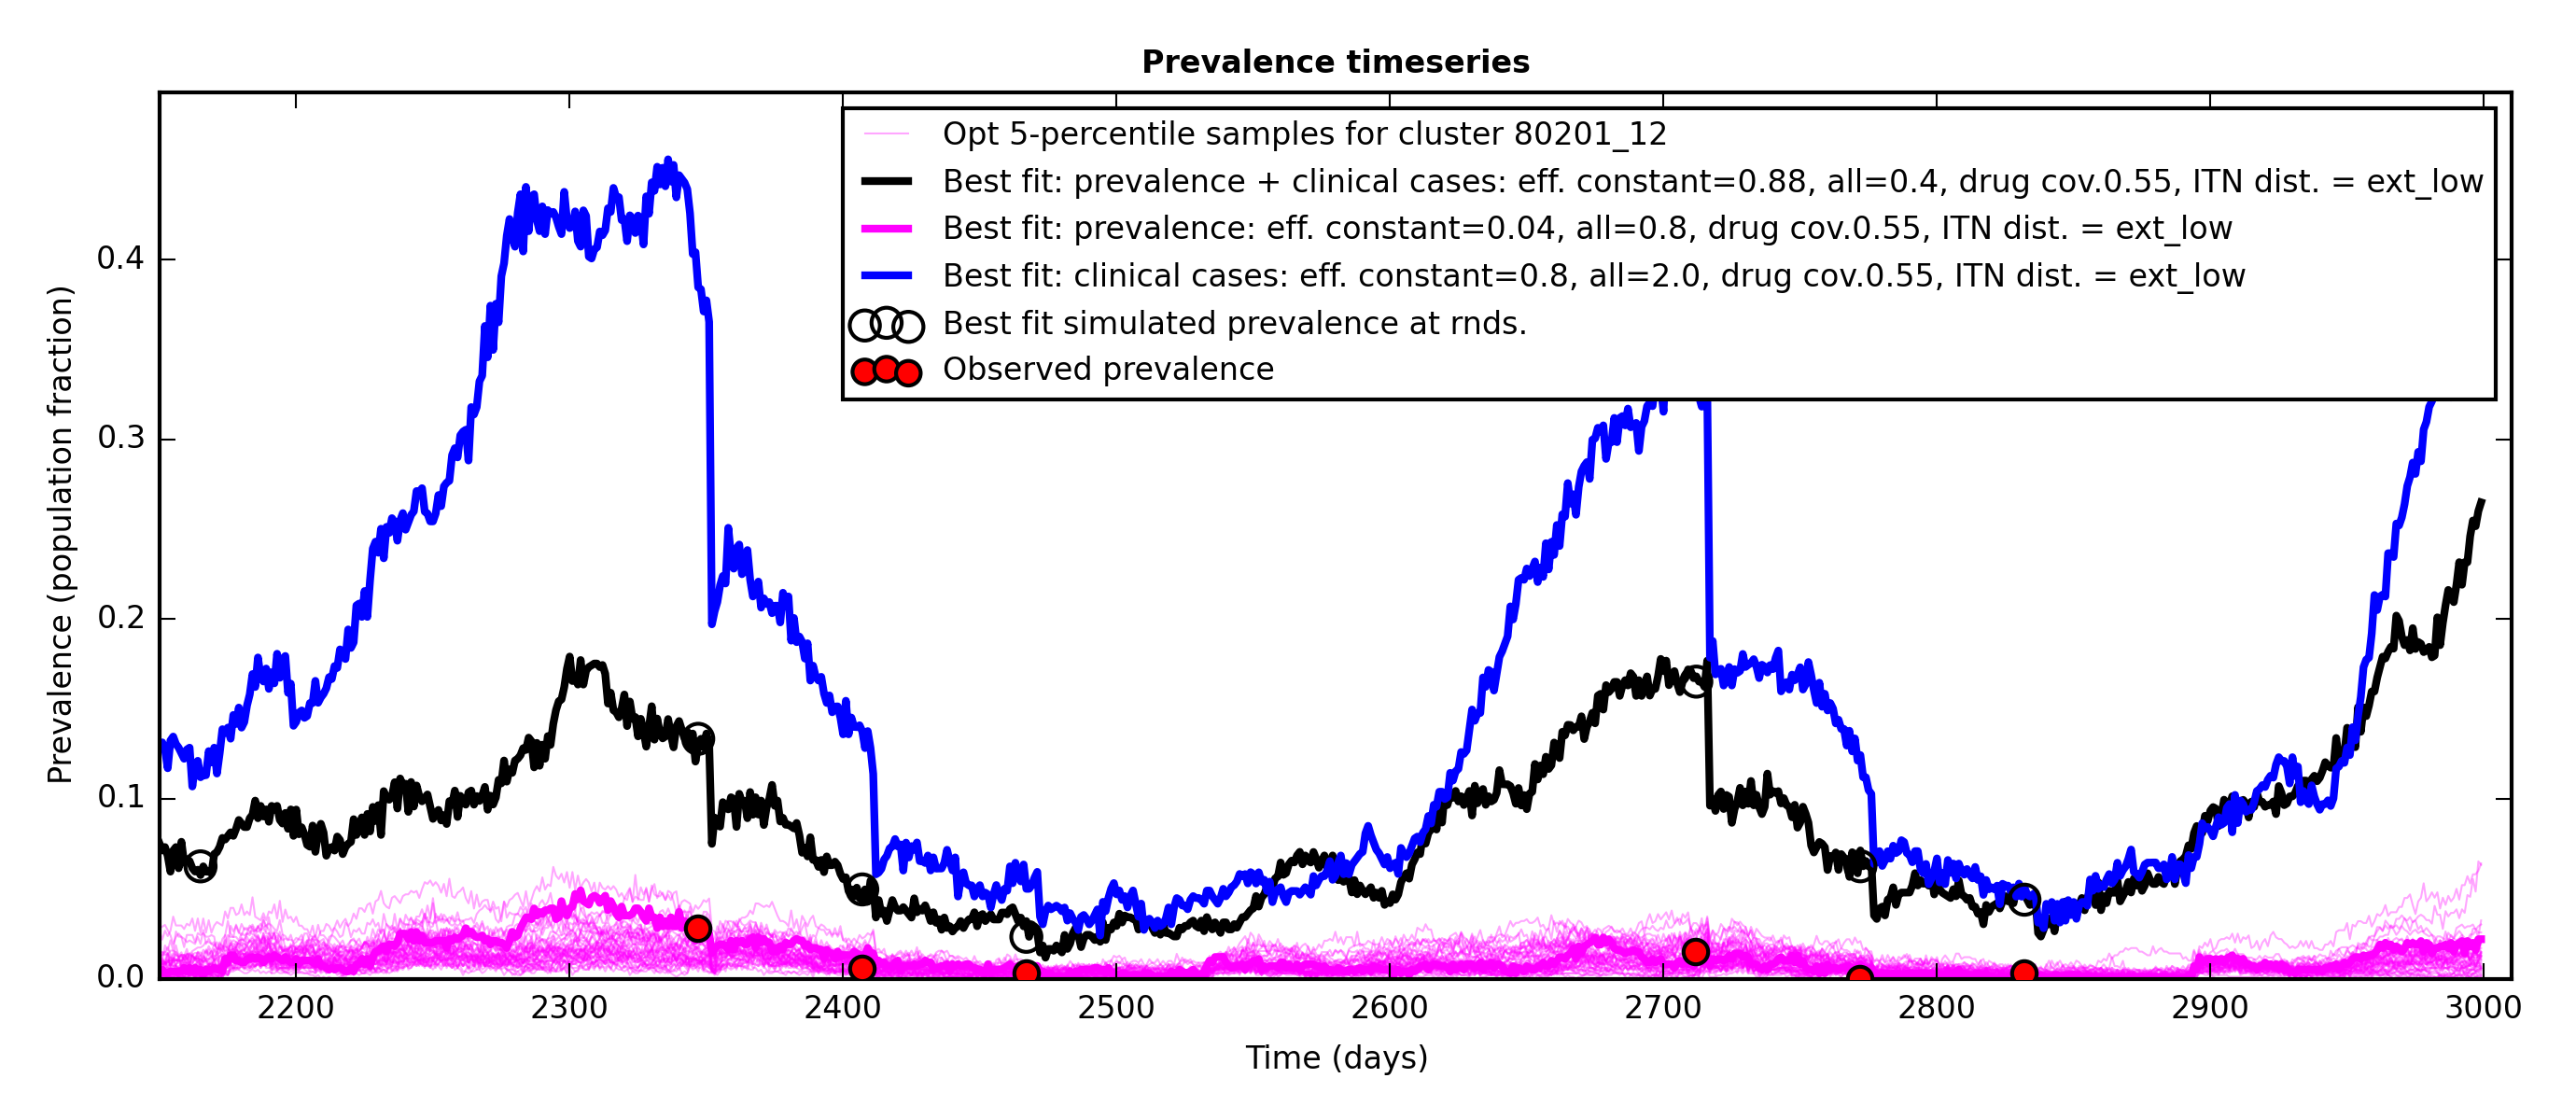 Prevalence timeseries
Opt 5-percentile samples for cluster 80201_12
Best fit: prevalence + clinical cases: eff. constant=0.88, all=0.4, drug cov.0.55, ITN dist. = ext_low
Best fit: prevalence: eff. constant=0.04, all=0.8, drug cov.0.55, ITN dist. = ext_low
Best fit: clinical cases: eff. constant=0.8, all=2.0, drug cov.0.55, ITN dist. = ext_low
Best fit simulated prevalence at rnds.
Observed prevalence
Prevalence (population fraction)
0.4
0.3
0.2
0.1
0.0
2200 2300 2400 2500 2600 2700 2800 2900 3000
Time (days)